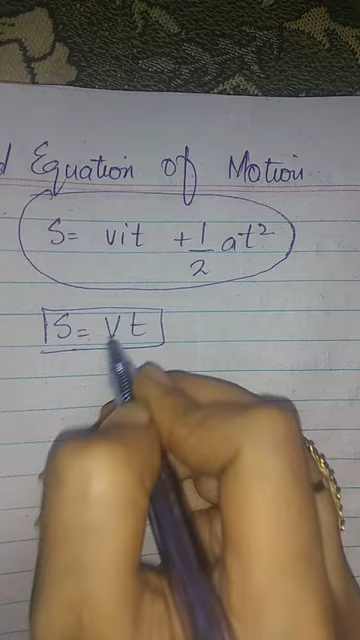 Equation of Motion
S= vit +1/2 at²
S= Vt